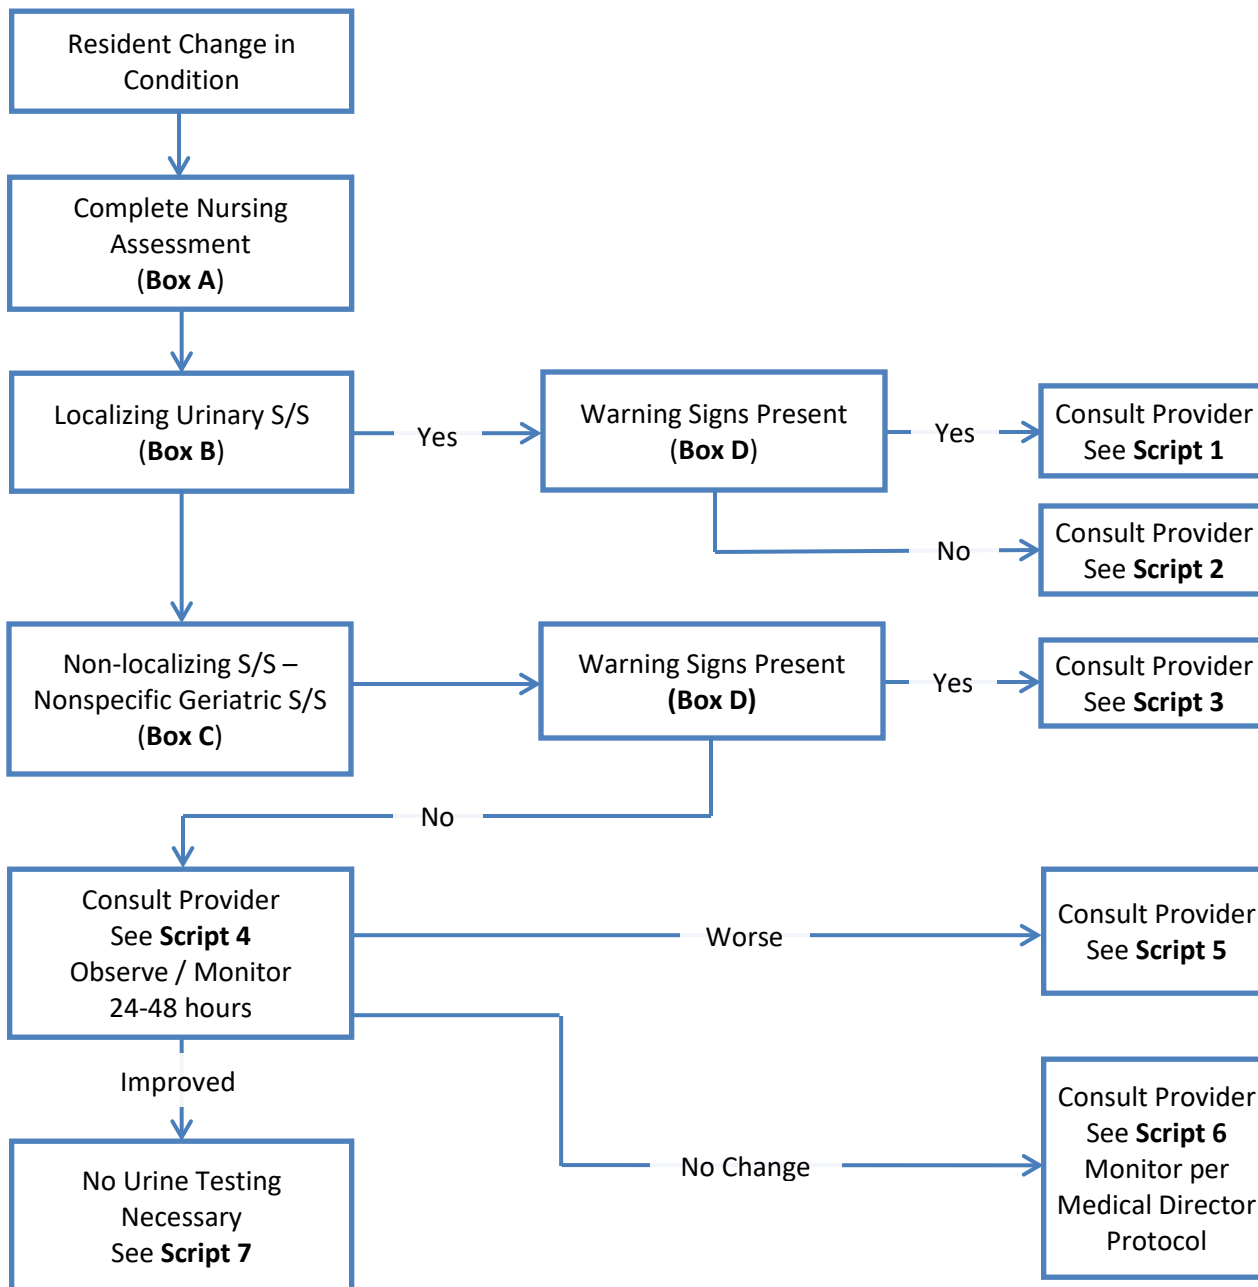 Resident Change in
Condition
Complete Nursing
Assessment
(Box A)
Localizing Urinary S/S
(Box B)
Yes
Warning Signs Present
(Box D)
Yes
Consult Provider
See Script 1
No
Consult Provider
See Script 2
Non-localizing S/S –
Nonspecific Geriatric S/S
(Box C)
Warning Signs Present
(Box D)
Yes
Consult Provider
See Script 3
No
Consult Provider
See Script 4
Observe / Monitor
24-48 hours
Worse
Consult Provider
See Script 5
Improved
No Change
Consult Provider
See Script 6
Monitor per
Medical Director
Protocol
No Urine Testing
Necessary
See Script 7